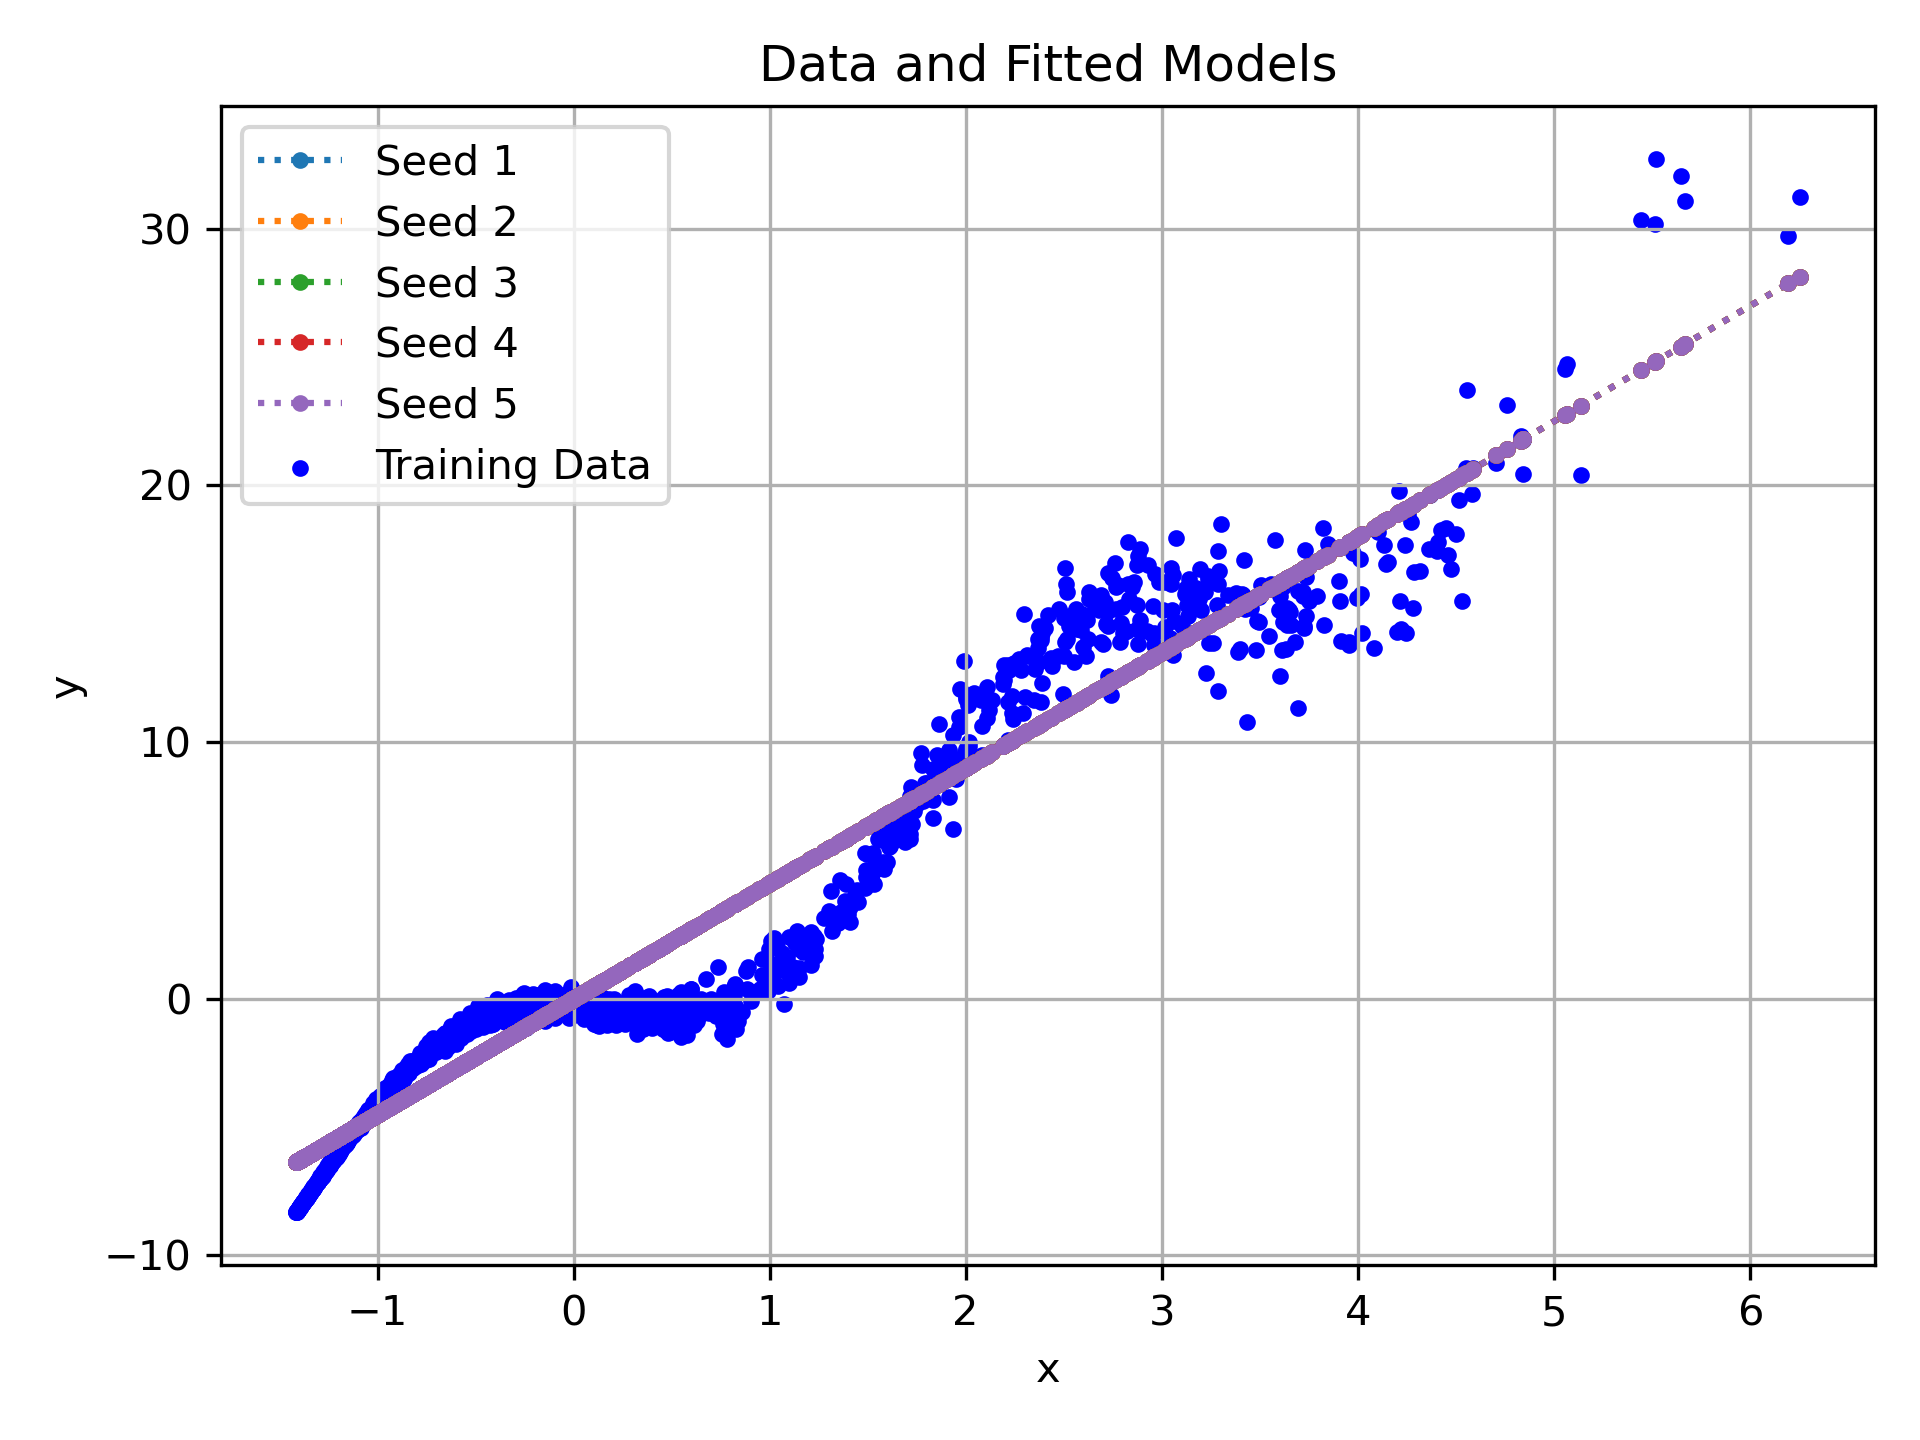 Data and Fitted Models
Seed 1
Seed 2
Seed 3
Seed 4
Seed 5
Training Data
30
20
10
0
−10
y
−1 0 1 2 3 4 5 6
x